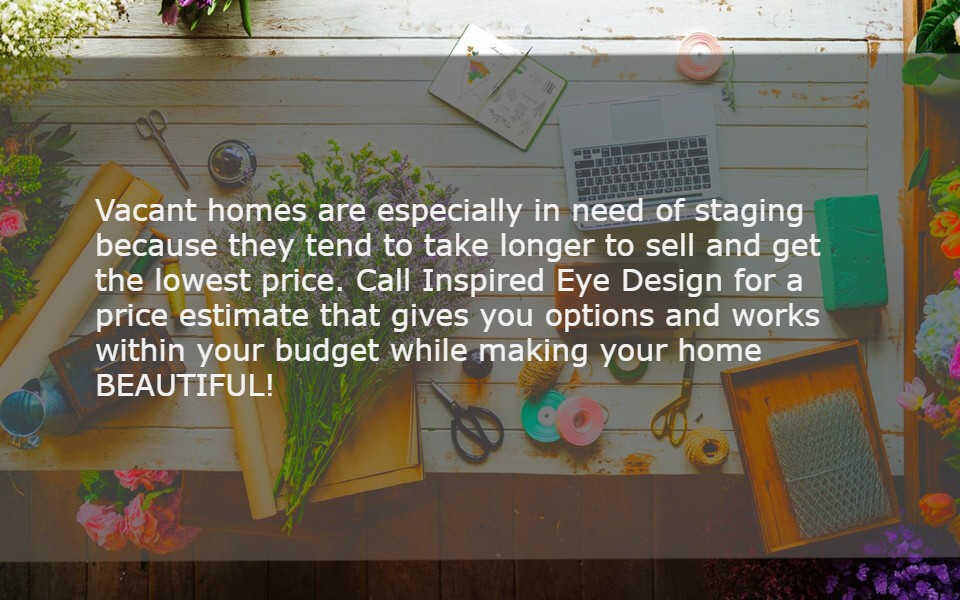 Vacant homes are especially in need of staging
because they tend to take longer to sell and get
the lowest price. Call Inspired Eye Design for a
price estimate that gives you options and works
within your budget while making your home
BEAUTIFUL!